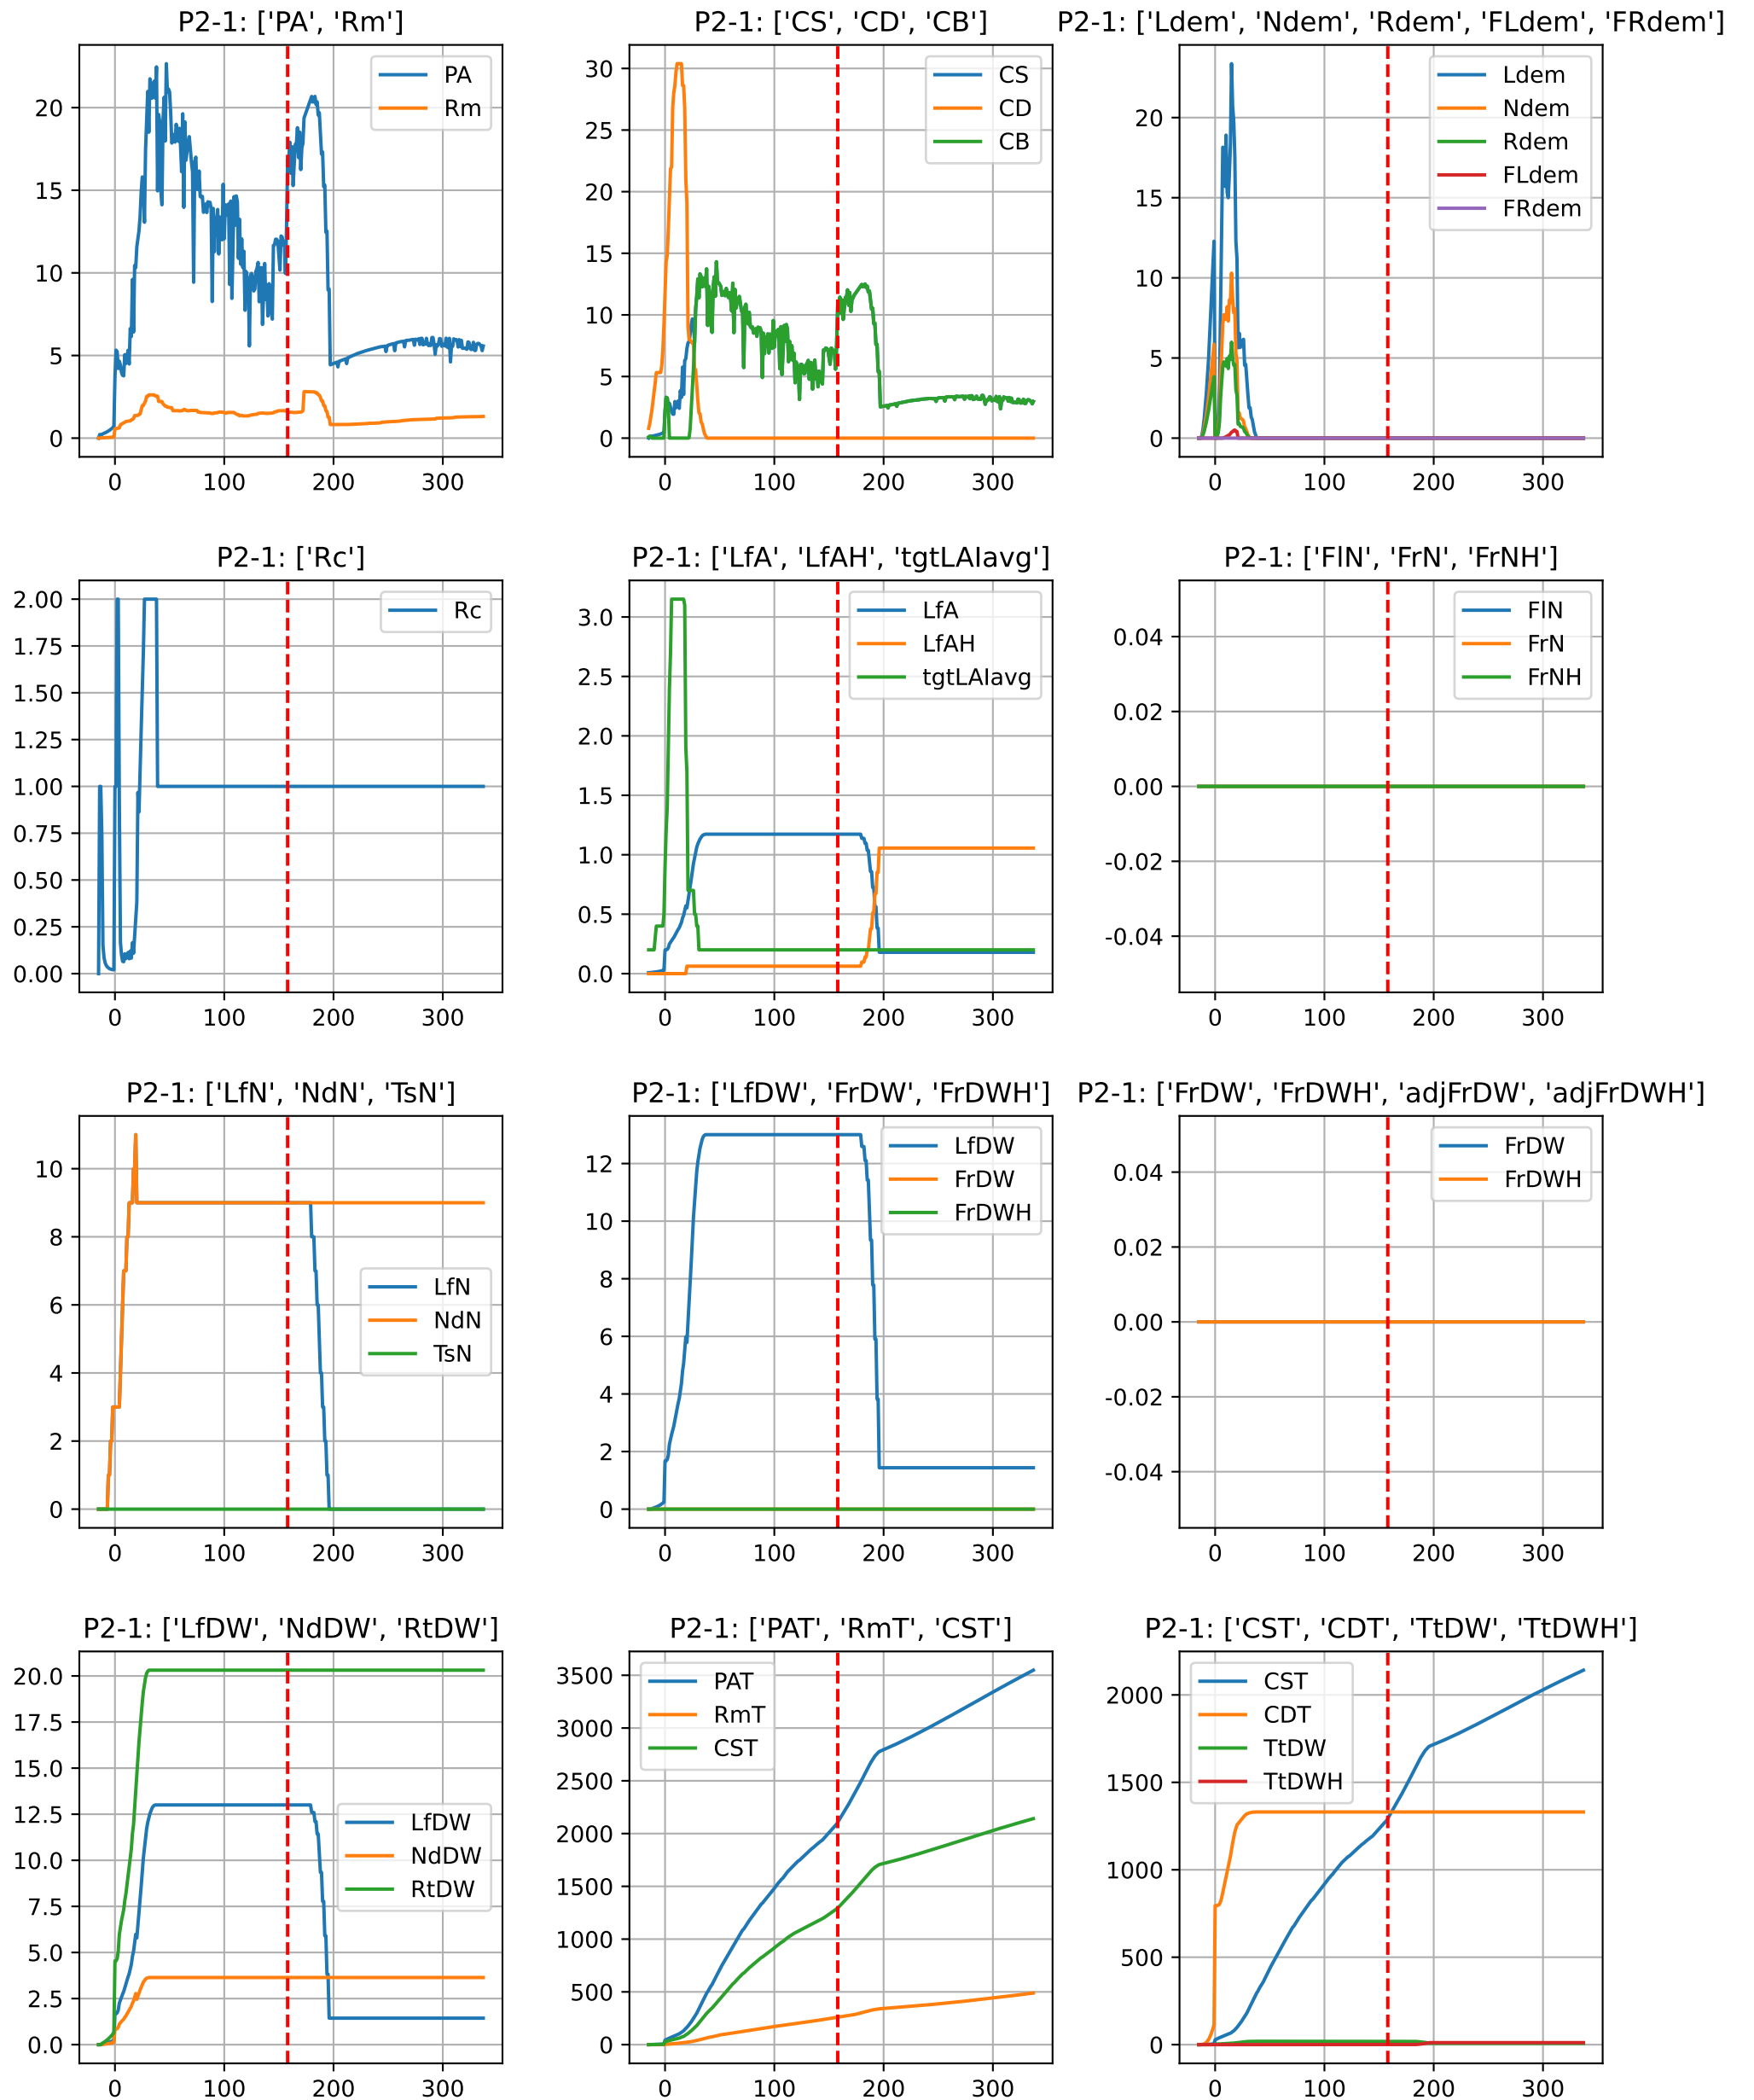 P2-1: ['PA', 'Rm']
20
15
10
5
0
PA
Rm
0 100 200 300
P2-1: ['CS', 'CD', 'CB']
30
25
20
15
10
5
0
CS
CD
CB
0 100 200 300
P2-1: ['Ldem', 'Ndem', 'Rdem', 'FLdem', 'FRdem']
20
15
10
5
0
Ldem
Ndem
Rdem
FLdem
FRdem
0 100 200 300
P2-1: ['Rc']
2.00
1.75
1.50
1.25
1.00
0.75
0.50
0.25
0.00
Rc
0 100 200 300
P2-1: ['LfA', 'LfAH', 'tgtLAIavg']
3.0
2.5
2.0
1.5
1.0
0.5
0.0
LfA
LfAH
tgtLAIavg
0 100 200 300
P2-1: ['FlN', 'FrN', 'FrNH']
0.04
0.02
0.00
-0.02
-0.04
FlN
FrN
FrNH
0 100 200 300
P2-1: ['LfN', 'NdN', 'TsN']
10
8
6
4
2
0
LfN
NdN
TsN
0 100 200 300
P2-1: ['LfDW', 'FrDW', 'FrDWH']
12
10
8
6
4
2
0
LfDW
FrDW
FrDWH
0 100 200 300
P2-1: ['FrDW', 'FrDWH', 'adjFrDW', 'adjFrDWH']
0.04
0.02
0.00
-0.02
-0.04
FrDW
FrDWH
0 100 200 300
P2-1: ['LfDW', 'NdDW', 'RtDW']
20.0
17.5
15.0
12.5
10.0
7.5
5.0
2.5
0.0
LfDW
NdDW
RtDW
0 100 200 300
P2-1: ['PAT', 'RmT', 'CST']
3500
3000
2500
2000
1500
1000
500
0
PAT
RmT
CST
0 100 200 300
P2-1: ['CST', 'CDT', 'TtDW', 'TtDWH']
2000
1500
1000
500
0
CST
CDT
TtDW
TtDWH
0 100 200 300